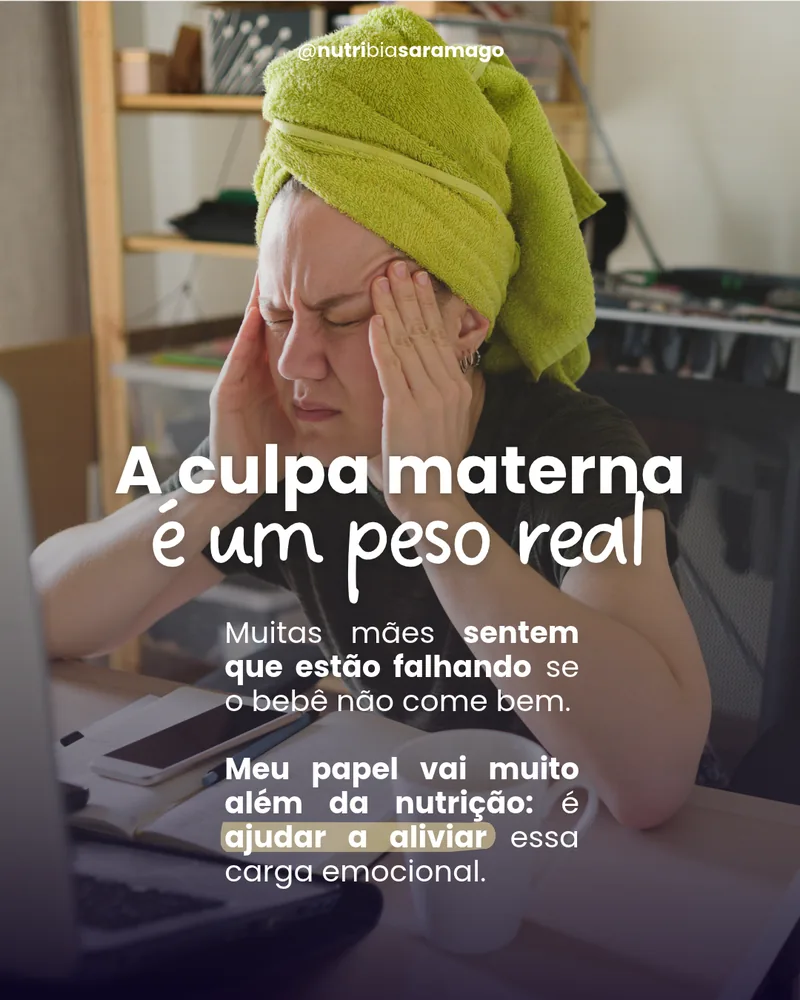 @nutribiasaramago
A culpa materna
é um peso real
Muitas mães sentem
que estão falhando se
o bebê não come bem.
Meu papel vai muito
além da nutrição: é
ajudar a aliviar essa
carga emocional.